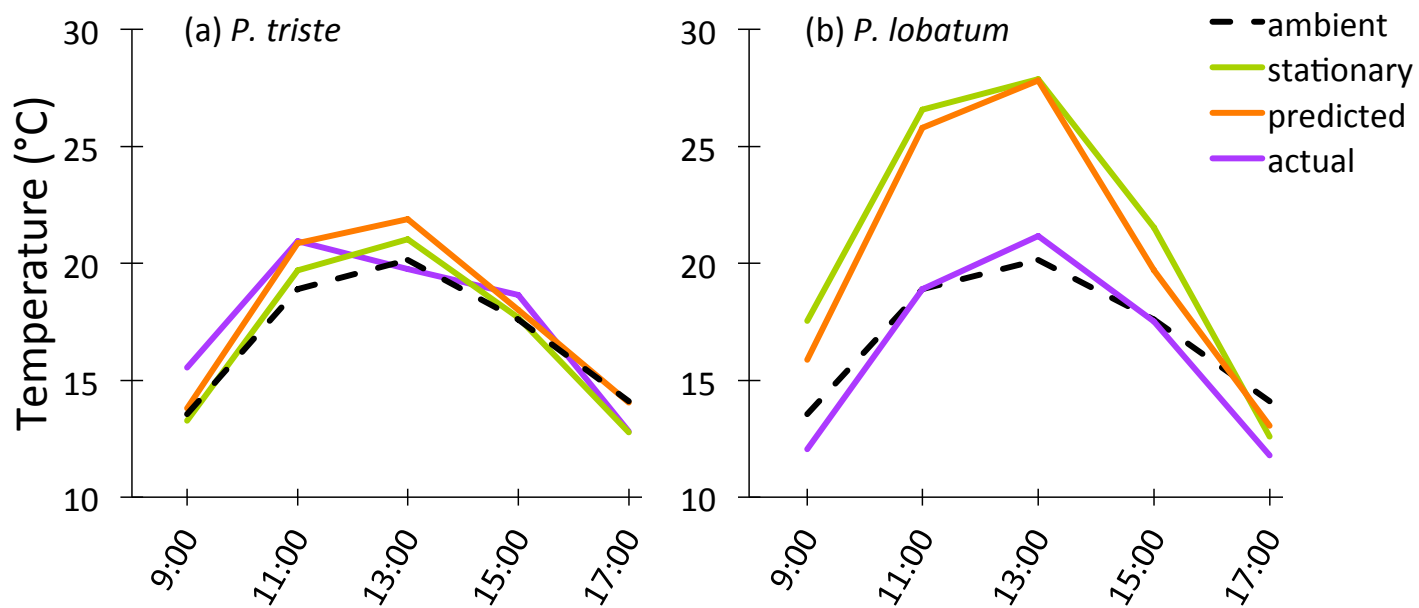 (a) P. triste
(b) P. lobatum
ambient
stationary
predicted
actual
Temperature (°C)
30
25
20
15
10
30
25
20
15
10
9:00
11:00
13:00
15:00
17:00
9:00
11:00
13:00
15:00
17:00